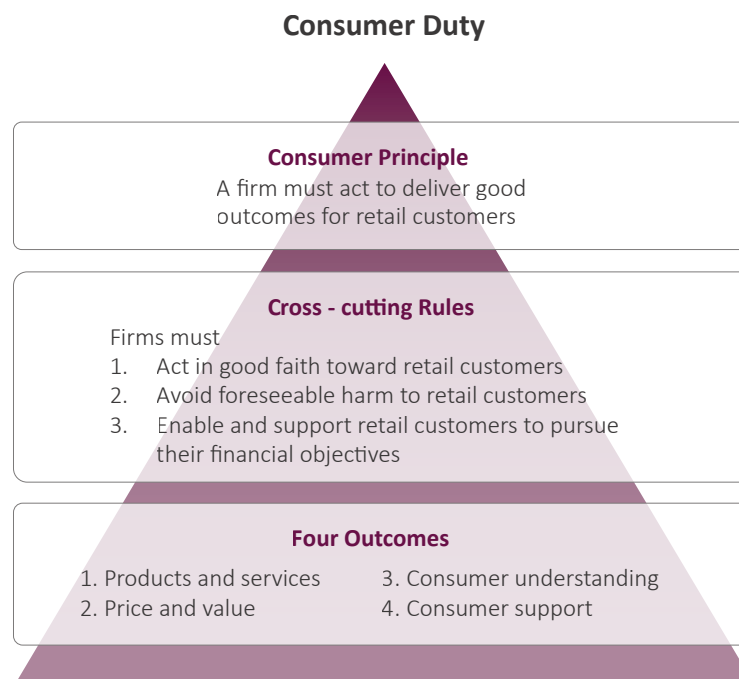 Consumer Duty
Consumer Principle
A firm must act to deliver good
outcomes for retail customers
Cross - cutting Rules
Firms must
1. Act in good faith toward retail customers
2. Avoid foreseeable harm to retail customers
3. Enable and support retail customers to pursue
their financial objectives
Four Outcomes
1. Products and services
2. Price and value
3. Consumer understanding
4. Consumer support